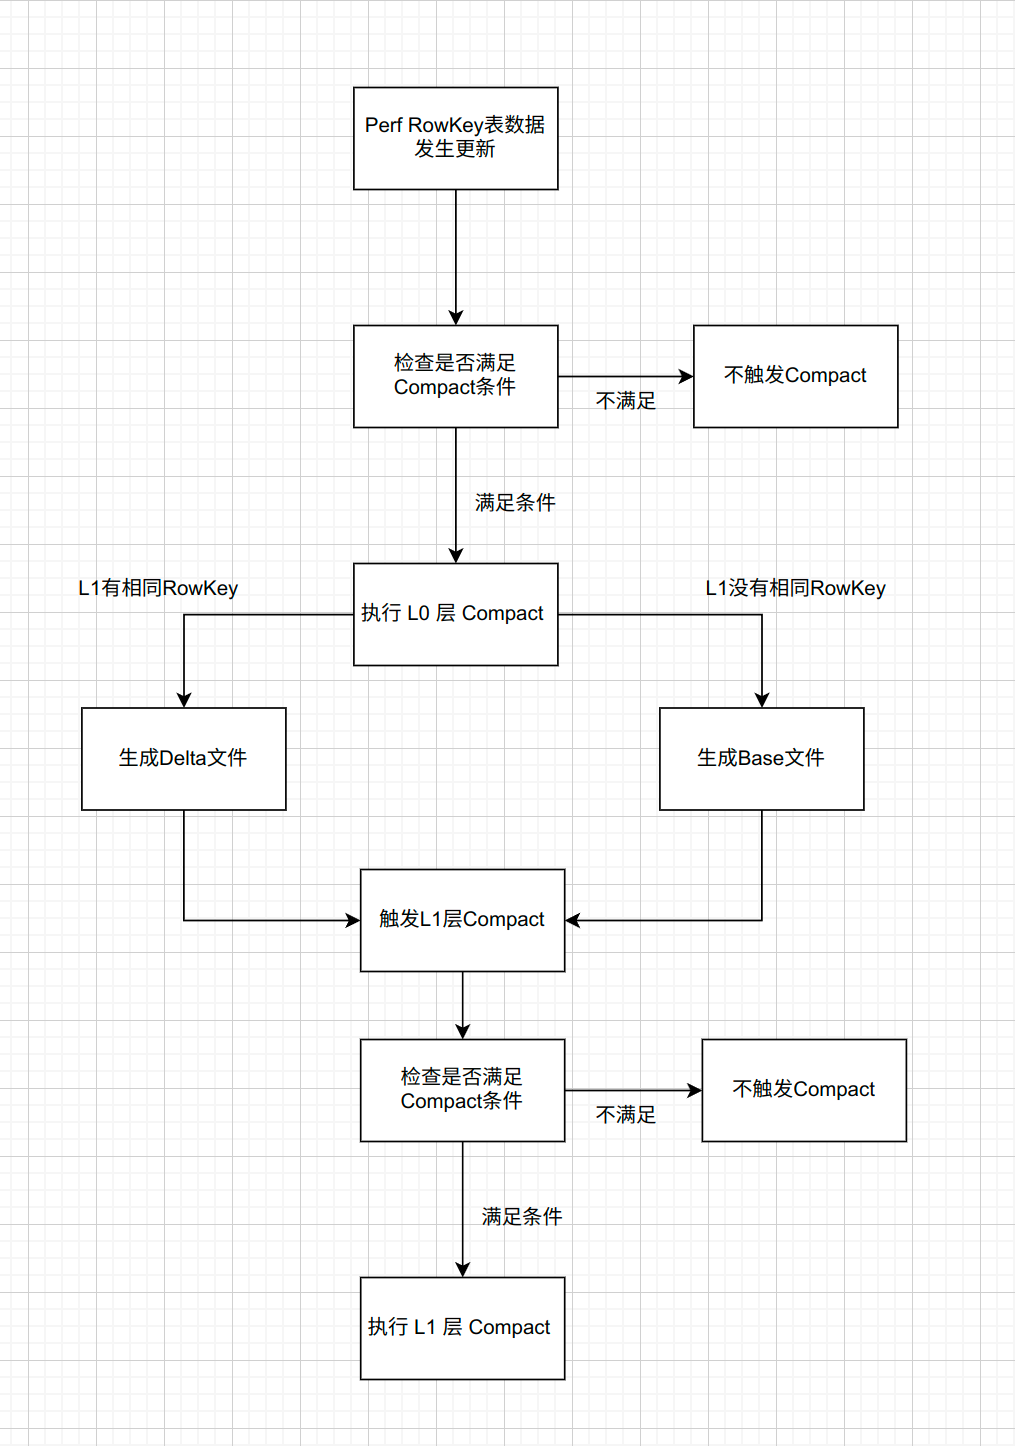 Perf RowKey表数据
发生更新
检查是否满足
Compact条件
不满足
不触发Compact
满足条件
L1有相同RowKey
执行 L0 层 Compact
L1没有相同RowKey
生成Delta文件
生成Base文件
触发L1层Compact
检查是否满足
Compact条件
不满足
不触发Compact
满足条件
执行 L1 层 Compact